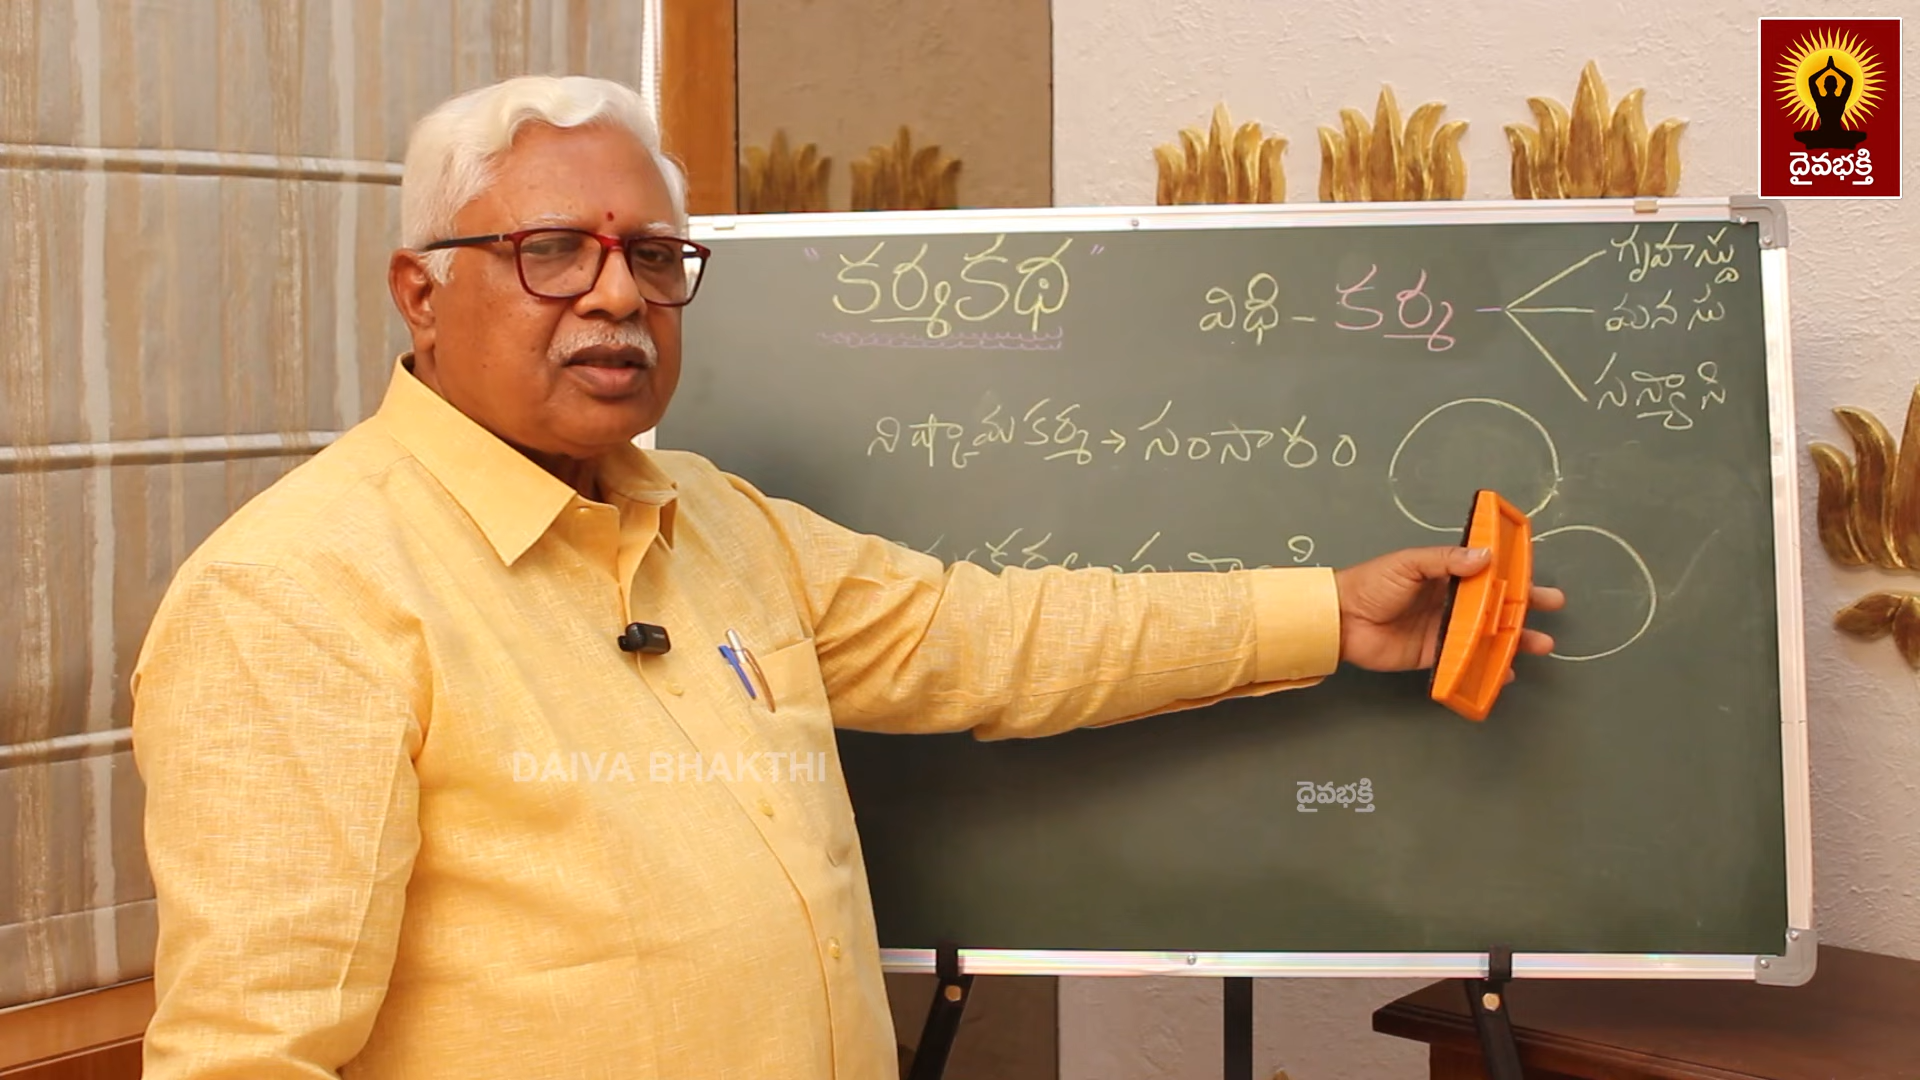 దైవభక్తి
"కర్మకథ"
విధి - కర్మ
గృహస్థు
మనసు
సన్యాసి
నిష్కామకర్మ → సంసారం
DAIVA BHAKTHI
దైవభక్తి